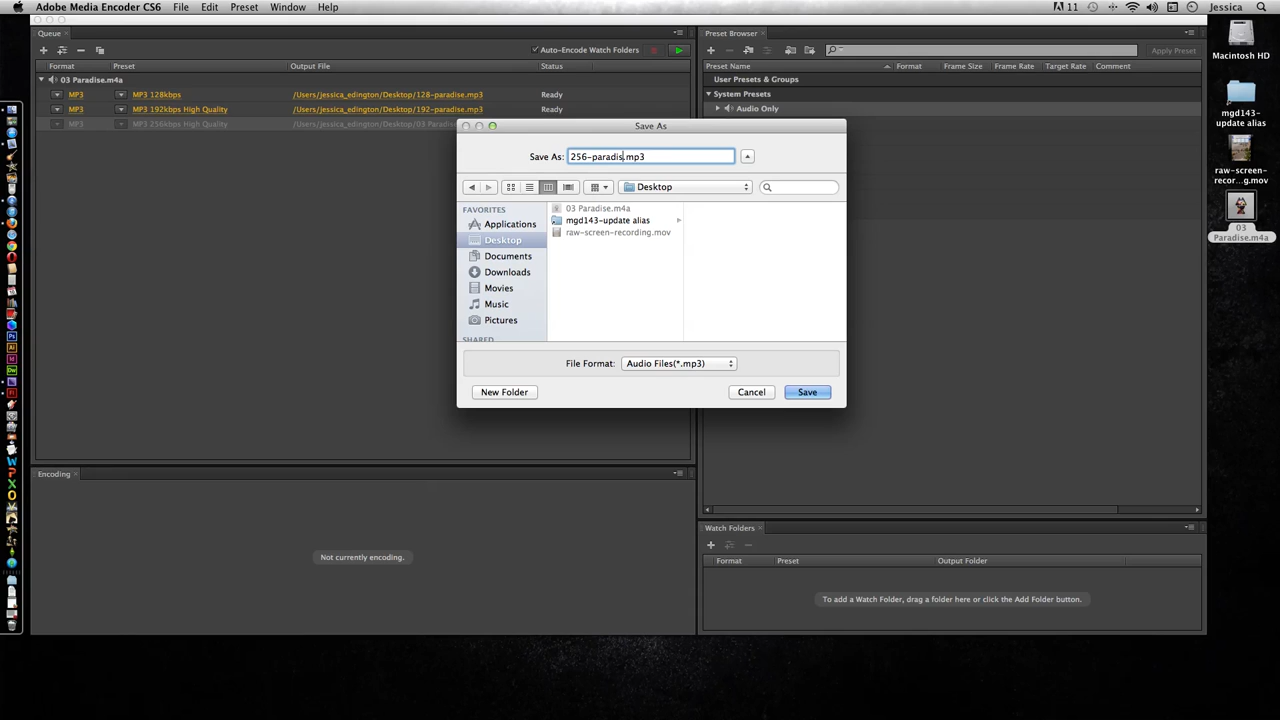 Adobe Media Encoder CS6 File Edit Preset Window Help 11 Jessica
Queue Preset Browser
Auto-Encode Watch Folders Apply Preset
Format Preset Output File Status
Preset Name Format Frame Size Frame Rate Target Rate Comment
03 Paradise.m4a
User Presets & Groups
MP3 MP3 128kbps /Users/jessica_edington/Desktop/128-paradise.mp3 Ready
System Presets
MP3 MP3 192kbps High Quality /Users/jessica_edington/Desktop/192-paradise.mp3 Ready
Audio Only
MP3 MP3 256kbps High Quality /Users/jessica_edington/Desktop/03 Paradi
Save As
Save As: 256-paradis.mp3
Desktop
FAVORITES
Applications
Desktop
Documents
Downloads
Movies
Music
Pictures
SHARED
03 Paradise.m4a
mgd143-update alias
raw-screen-recording.mov
File Format: Audio Files(*.mp3)
New Folder Cancel Save
Encoding
Not currently encoding.
Watch Folders
Format Preset Output Folder
To add a Watch Folder, drag a folder here or click the Add Folder button.
Macintosh HD
mgd143-
update alias
raw-screen-
recor...g.mov
03
Paradise.m4a